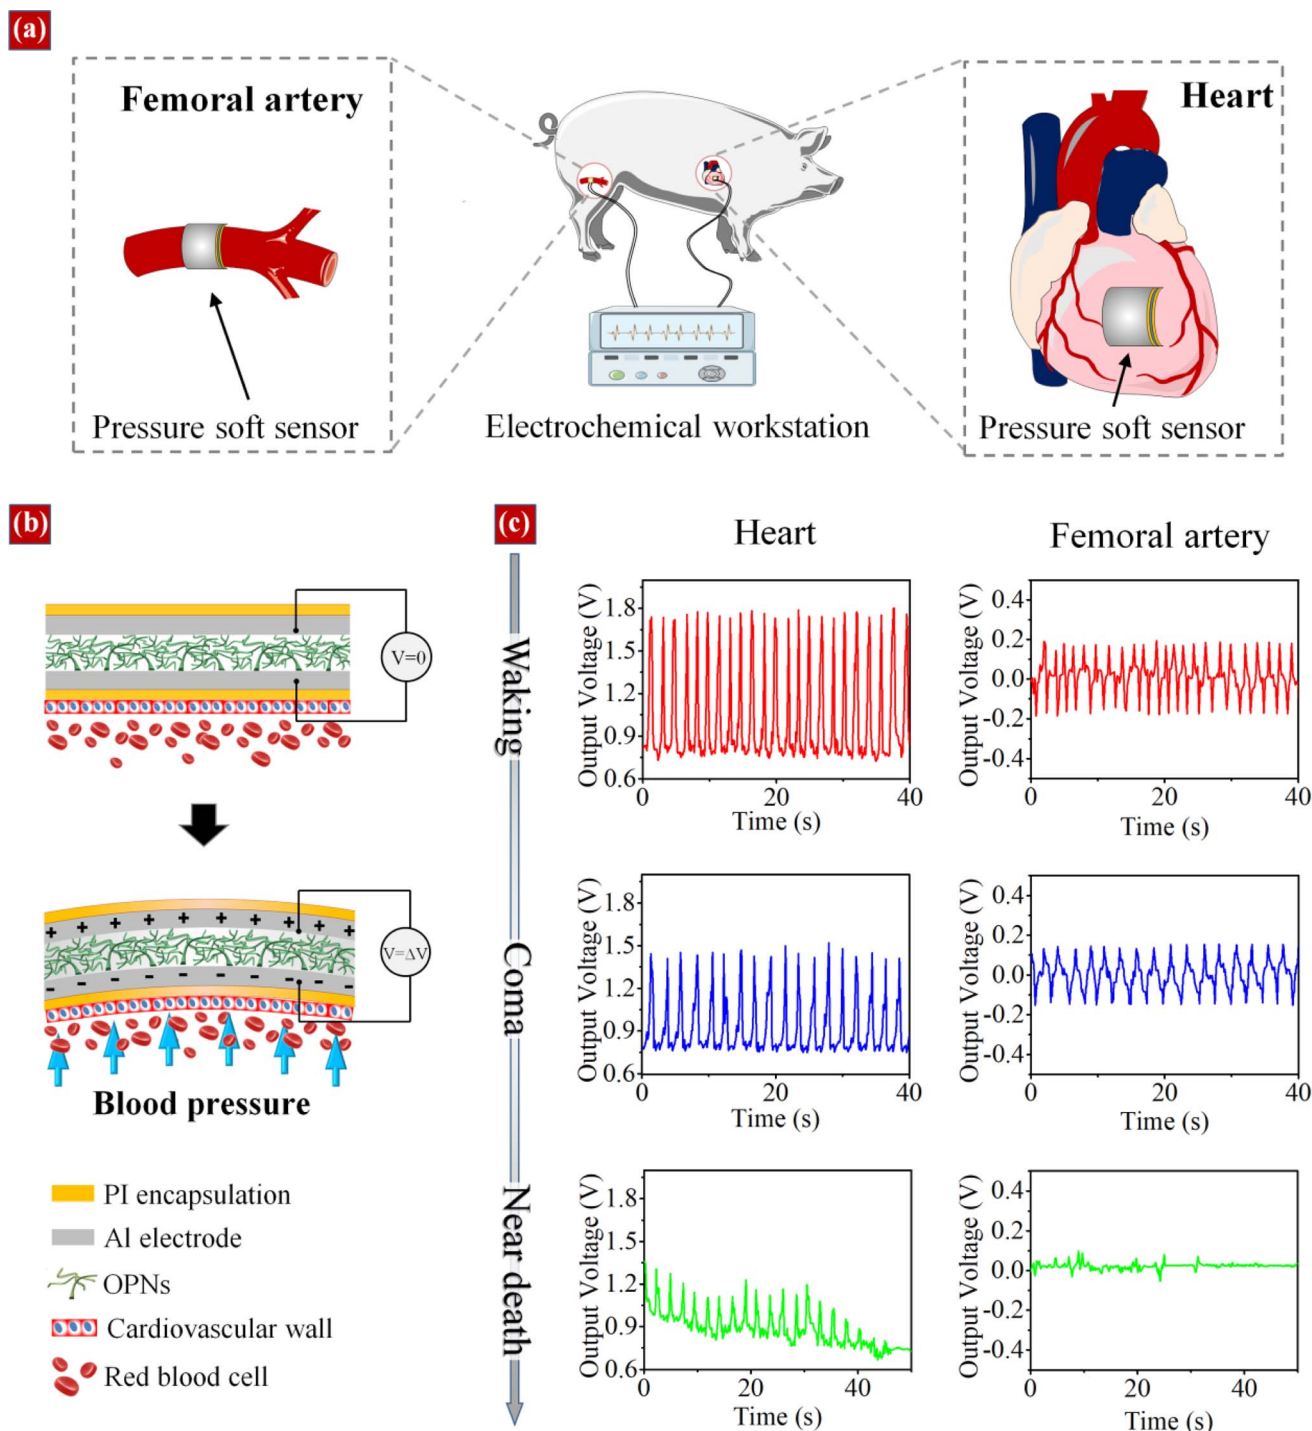 (a)
Femoral artery
Heart
Pressure soft sensor
Electrochemical workstation
Pressure soft sensor
(b)
V=0
V=ΔV
+ + + + + + + +
- - - - - - -
Blood pressure
PI encapsulation
Al electrode
OPNs
Cardiovascular wall
Red blood cell
(c)
Heart
Femoral artery
Waking
Output Voltage (V)
1.8
1.5
1.2
0.9
0.6
0 20 40
Time (s)
Output Voltage (V)
0.4
0.2
0.0
-0.2
-0.4
0 20 40
Time (s)
Coma
Output Voltage (V)
1.8
1.5
1.2
0.9
0.6
0 20 40
Time (s)
Output Voltage (V)
0.4
0.2
0.0
-0.2
-0.4
0 20 40
Time (s)
Near death
Output Voltage (V)
1.8
1.5
1.2
0.9
0.6
0 20 40
Time (s)
Output Voltage (V)
0.4
0.2
0.0
-0.2
-0.4
0 20 40
Time (s)